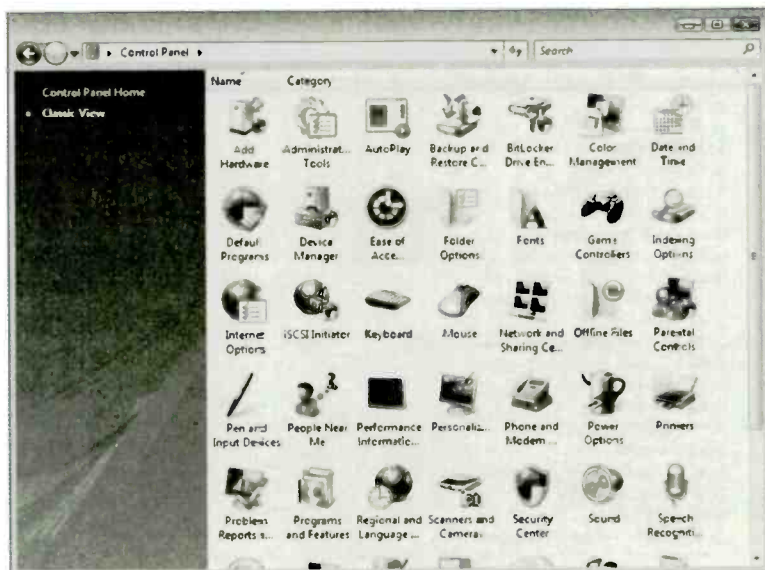 Control Panel
Search
Control Panel Home
Classic View
Name Category
Add Hardware
Administrat... Tools
AutoPlay
Backup and Restore C...
BitLocker Drive En...
Color Management
Date and Time
Default Programs
Device Manager
Ease of Acce...
Folder Options
Fonts
Game Controllers
Indexing Options
Internet Options
iSCSI Initiator
Keyboard
Mouse
Network and Sharing Ce...
Offline Files
Parental Controls
Pen and Input Devices
People Near Me
Performance Informatic...
Personaliz...
Phone and Modem ...
Power Options
Printers
Problem Reports a...
Programs and Features
Regional and Language ...
Scanners and Cameras
Security Center
Sound
Speech Recogniti...